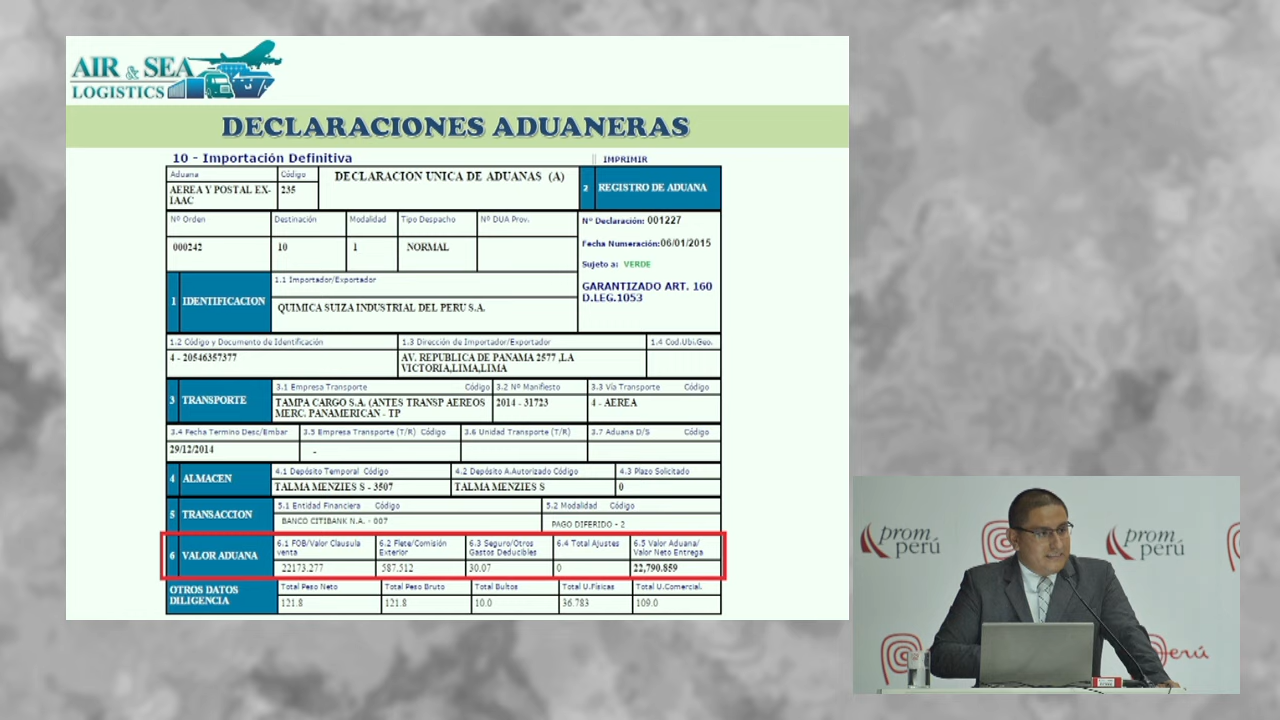 AIR & SEA
LOGISTICS
DECLARACIONES ADUANERAS
10 - Importación Definitiva
IMPRIMIR
Aduana
Código
DECLARACION UNICA DE ADUANAS (A)
2 REGISTRO DE ADUANA
AEREA Y POSTAL EX-
IAAC
235
Nº Orden
Destinación
Modalidad
Tipo Despacho
Nº DUA Prov.
Nº Declaración: 001227
000242
10
1
NORMAL
Fecha Numeración:06/01/2015
Sujeto a: VERDE
GARANTIZADO ART. 160
D.LEG.1053
1 IDENTIFICACION
1.1 Importador/Exportador
QUIMICA SUIZA INDUSTRIAL DEL PERU S.A.
1.2 Código y Documento de Identificación
1.3 Dirección de Importador/Exportador
1.4 Cod.Ubi.Geo.
4 - 20546357377
AV. REPUBLICA DE PANAMA 2577 ,LA
VICTORIA,LIMA,LIMA
3 TRANSPORTE
3.1 Empresa Transporte Código
3.2 Nº Manifiesto
3.3 Vía Transporte Código
TAMPA CARGO S.A. (ANTES TRANSP AEREOS
MERC. PANAMERICAN - TP
2014 - 31723
4 - AEREA
3.4 Fecha Termino Desc/Embar
3.5 Empresa Transporte (T/R) Código
3.6 Unidad Transporte (T/R)
3.7 Aduana D/S Código
29/12/2014
-
4 ALMACEN
4.1 Depósito Temporal Código
4.2 Depósito A.Autorizado Código
4.3 Plazo Solicitado
TALMA MENZIES S - 3507
TALMA MENZIES S
0
5 TRANSACCION
5.1 Entidad Financiera Código
5.2 Modalidad Código
BANCO CITIBANK N.A. - 007
PAGO DIFERIDO - 2
6 VALOR ADUANA
6.1 FOB/Valor Clausula
venta
6.2 Flete/Comisión
Exterior
6.3 Seguro/Otros
Gastos Deducibles
6.4 Total Ajustes
6.5 Valor Aduana/
Valor Neto Entrega
22173.277
587.512
30.07
0
22,790.859
OTROS DATOS
DILIGENCIA
Total Peso Neto
Total Peso Bruto
Total Bultos
Total U.Físicas
Total U.Comercial.
121.8
121.8
10.0
36.783
109.0
prom
perú
prom
perú
Perú